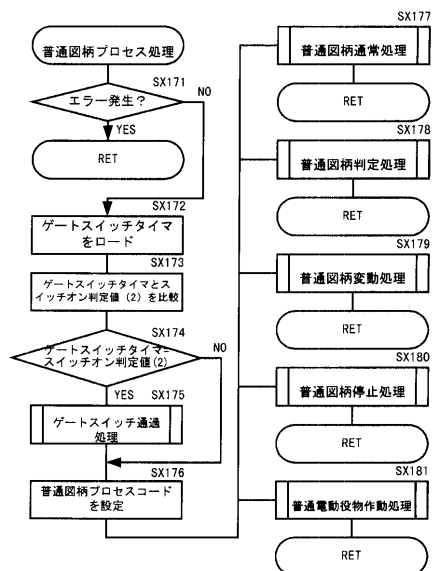 普通図柄プロセス処理
SX171
エラー発生？
NO
YES
RET
SX172
ゲートスイッチタイマ
をロード
SX173
ゲートスイッチタイマとス
イッチオン判定値（2）を比較
SX174
ゲートスイッチタイマ=
スイッチオン判定値(2)
NO
YES
SX175
ゲートスイッチ通過
処理
SX176
普通図柄プロセスコード
を設定
SX177
普通図柄通常処理
RET
SX178
普通図柄判定処理
RET
SX179
普通図柄変動処理
RET
SX180
普通図柄停止処理
RET
SX181
普通電動役物作動処理
RET